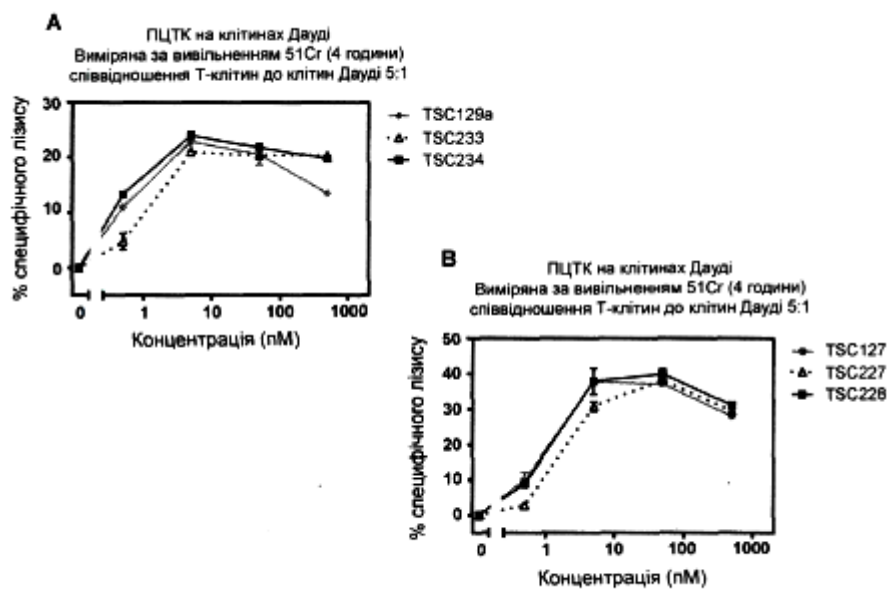 A
ПЦТК на клітинах Дауді
Виміряна за вивільненням 51Cr (4 години)
співвідношення Т-клітин до клітин Дауді 5:1
% специфічного лізису
30
20
10
0
0 1 10 100 1000
Концентрація (nM)
TSC129a
TSC233
TSC234
B
ПЦТК на клітинах Дауді
Виміряна за вивільненням 51Cr (4 години)
співвідношення Т-клітин до клітин Дауді 5:1
% специфічного лізису
50
40
30
20
10
0
0 1 10 100 1000
Концентрація (nM)
TSC127
TSC227
TSC228